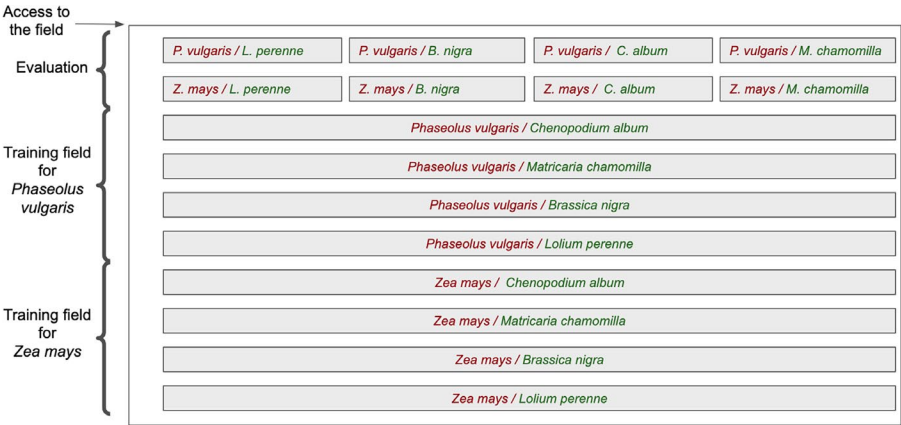 Access to
the field
Evaluation
P. vulgaris / L. perenne
P. vulgaris / B. nigra
P. vulgaris / C. album
P. vulgaris / M. chamomilla
Z. mays / L. perenne
Z. mays / B. nigra
Z. mays / C. album
Z. mays / M. chamomilla
Training field
for
Phaseolus
vulgaris
Phaseolus vulgaris / Chenopodium album
Phaseolus vulgaris / Matricaria chamomilla
Phaseolus vulgaris / Brassica nigra
Phaseolus vulgaris / Lolium perenne
Training field
for
Zea mays
Zea mays / Chenopodium album
Zea mays / Matricaria chamomilla
Zea mays / Brassica nigra
Zea mays / Lolium perenne